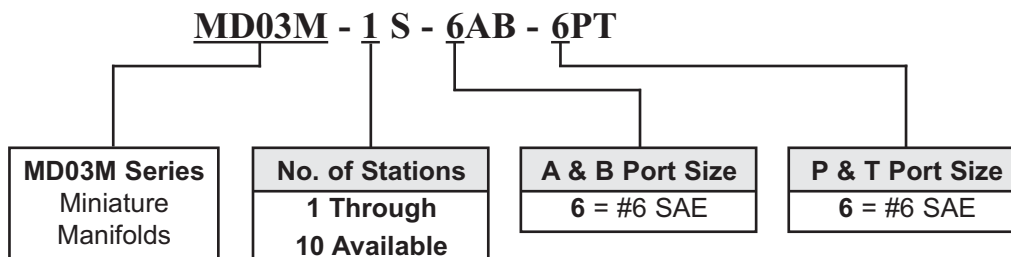 MD03M - 1 S - 6AB - 6PT
MD03M Series
Miniature
Manifolds
No. of Stations
1 Through
10 Available
A & B Port Size
6 = #6 SAE
P & T Port Size
6 = #6 SAE